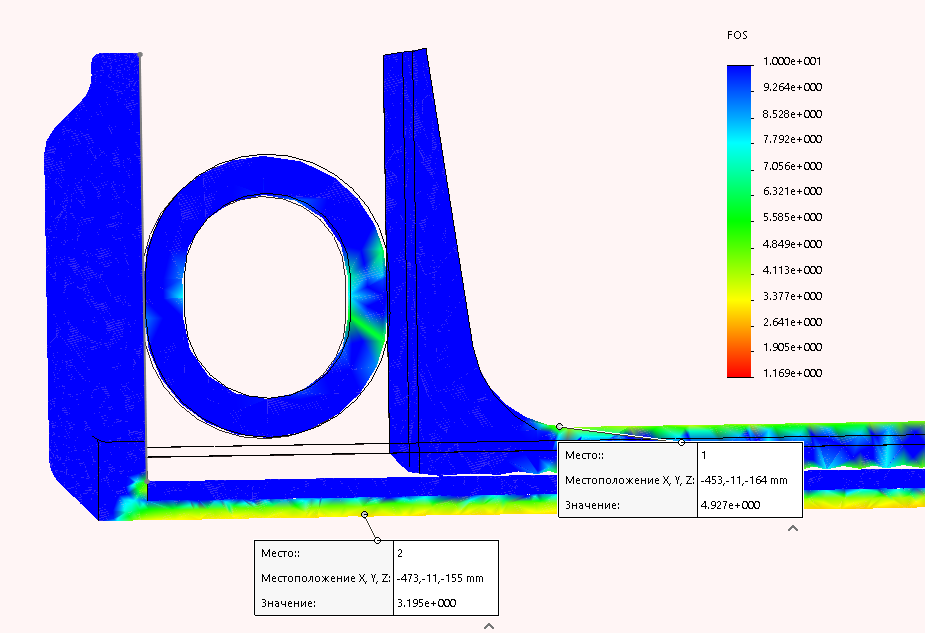 FOS
1.000e+001
9.264e+000
8.528e+000
7.792e+000
7.056e+000
6.321e+000
5.585e+000
4.849e+000
4.113e+000
3.377e+000
2.641e+000
1.905e+000
1.169e+000
Место:: 1
Местоположение X, Y, Z: -453,-11,-164 mm
Значение: 4.927e+000
Место:: 2
Местоположение X, Y, Z: -473,-11,-155 mm
Значение: 3.195e+000